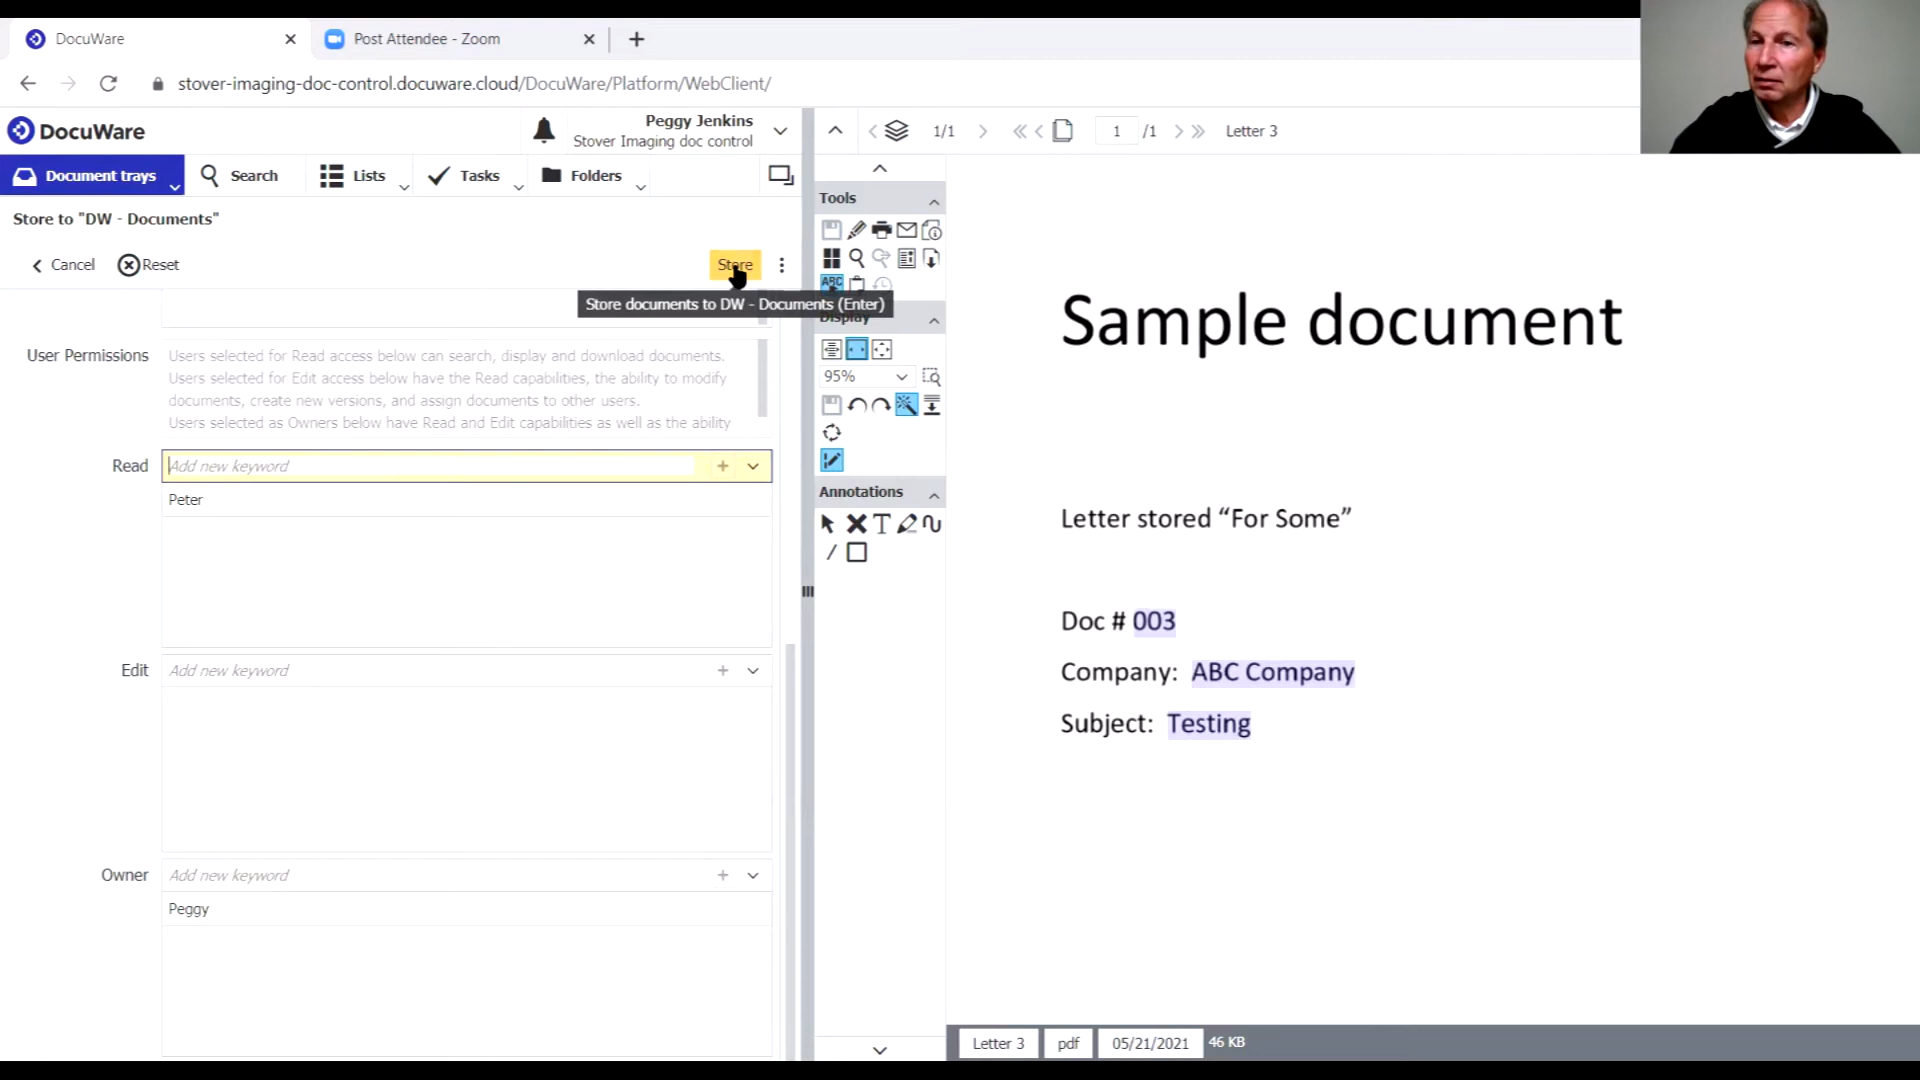 DocuWare
Post Attendee - Zoom
stover-imaging-doc-control.docuware.cloud/DocuWare/Platform/WebClient/
DocuWare
Peggy Jenkins
Stover Imaging doc control
1/1
1
/1
Letter 3
Document trays
Search
Lists
Tasks
Folders
Store to "DW - Documents"
Cancel
Reset
Store
Store documents to DW - Documents (Enter)
User Permissions
Users selected for Read access below can search, display and download documents.
Users selected for Edit access below have the Read capabilities, the ability to modify
documents, create new versions, and assign documents to other users.
Users selected as Owners below have Read and Edit capabilities as well as the ability
Read
Add new keyword
Peter
Edit
Add new keyword
Owner
Add new keyword
Peggy
Tools
ABC
Display
95%
Annotations
Sample document
Letter stored “For Some”
Doc # 003
Company: ABC Company
Subject: Testing
Letter 3
pdf
05/21/2021
46 KB